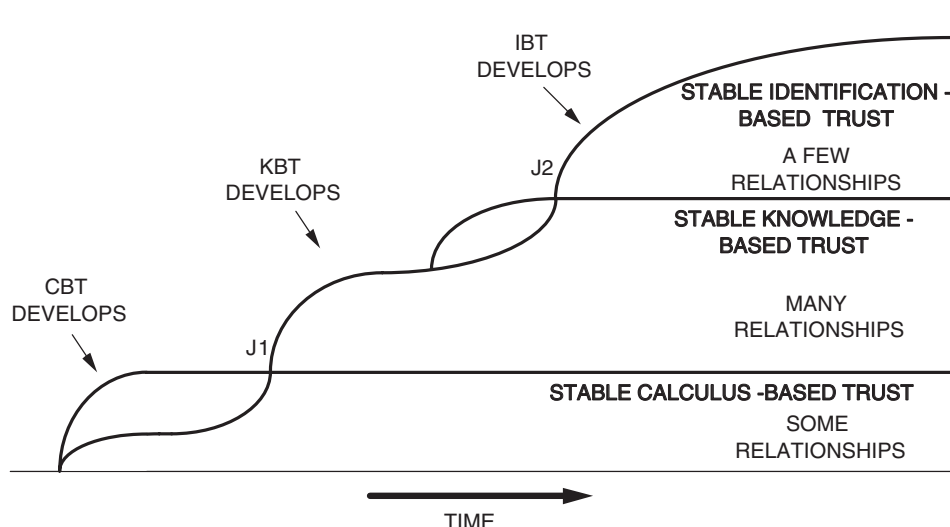 IBT
DEVELOPS
STABLE IDENTIFICATION -
BASED TRUST
A FEW
RELATIONSHIPS
J2
KBT
DEVELOPS
STABLE KNOWLEDGE -
BASED TRUST
MANY
RELATIONSHIPS
CBT
DEVELOPS
J1
STABLE CALCULUS -BASED TRUST
SOME
RELATIONSHIPS
TIME